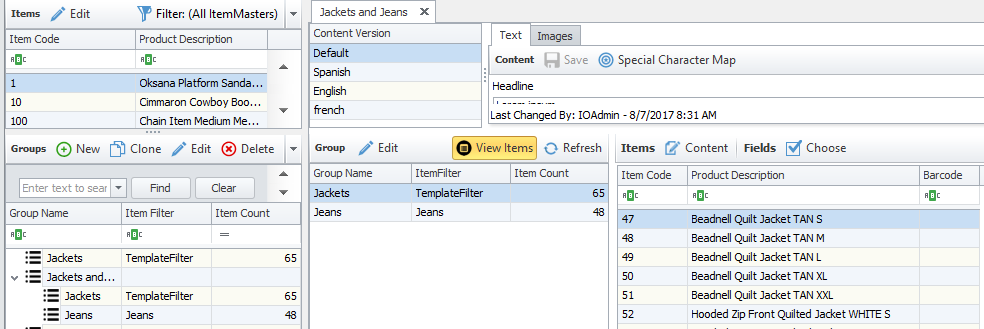 Items Edit Filter: (All ItemMasters)
Item Code Product Description
ABC ABC
1 Oksana Platform Sanda...
10 Cimmaron Cowboy Boo...
100 Chain Item Medium Me...
Groups New Clone Edit Delete
Enter text to sear Find Clear
Group Name Item Filter Item Count
ABC ABC =
Jackets TemplateFilter 65
Jackets and...
Jackets TemplateFilter 65
Jeans Jeans 48
Jackets and Jeans
Content Version
Default
Spanish
English
french
Text Images
Content Save Special Character Map
Headline
Lorem ipsum
Last Changed By: IOAdmin - 8/7/2017 8:31 AM
Group Edit View Items Refresh
Group Name ItemFilter Item Count
Jackets TemplateFilter 65
Jeans Jeans 48
Items Content Fields Choose
Item Code Product Description Barcode
ABC ABC ABC
47 Beadnell Quilt Jacket TAN S
48 Beadnell Quilt Jacket TAN M
49 Beadnell Quilt Jacket TAN L
50 Beadnell Quilt Jacket TAN XL
51 Beadnell Quilt Jacket TAN XXL
52 Hooded Zip Front Quilted Jacket WHITE S